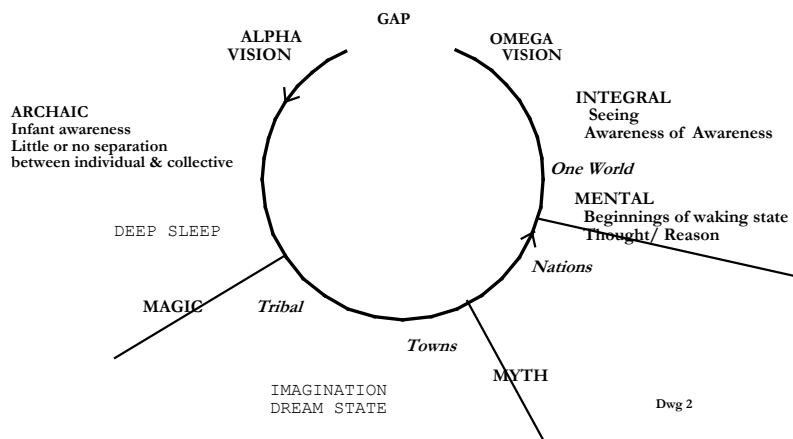 GAP
ALPHA
VISION
OMEGA
VISION
ARCHAIC
Infant awareness
Little or no separation
between individual & collective
INTEGRAL
Seeing
Awareness of Awareness
One World
MENTAL
Beginnings of waking state
Thought/ Reason
DEEP SLEEP
Nations
MAGIC
Tribal
Towns
MYTH
IMAGINATION
DREAM STATE
Dwg 2